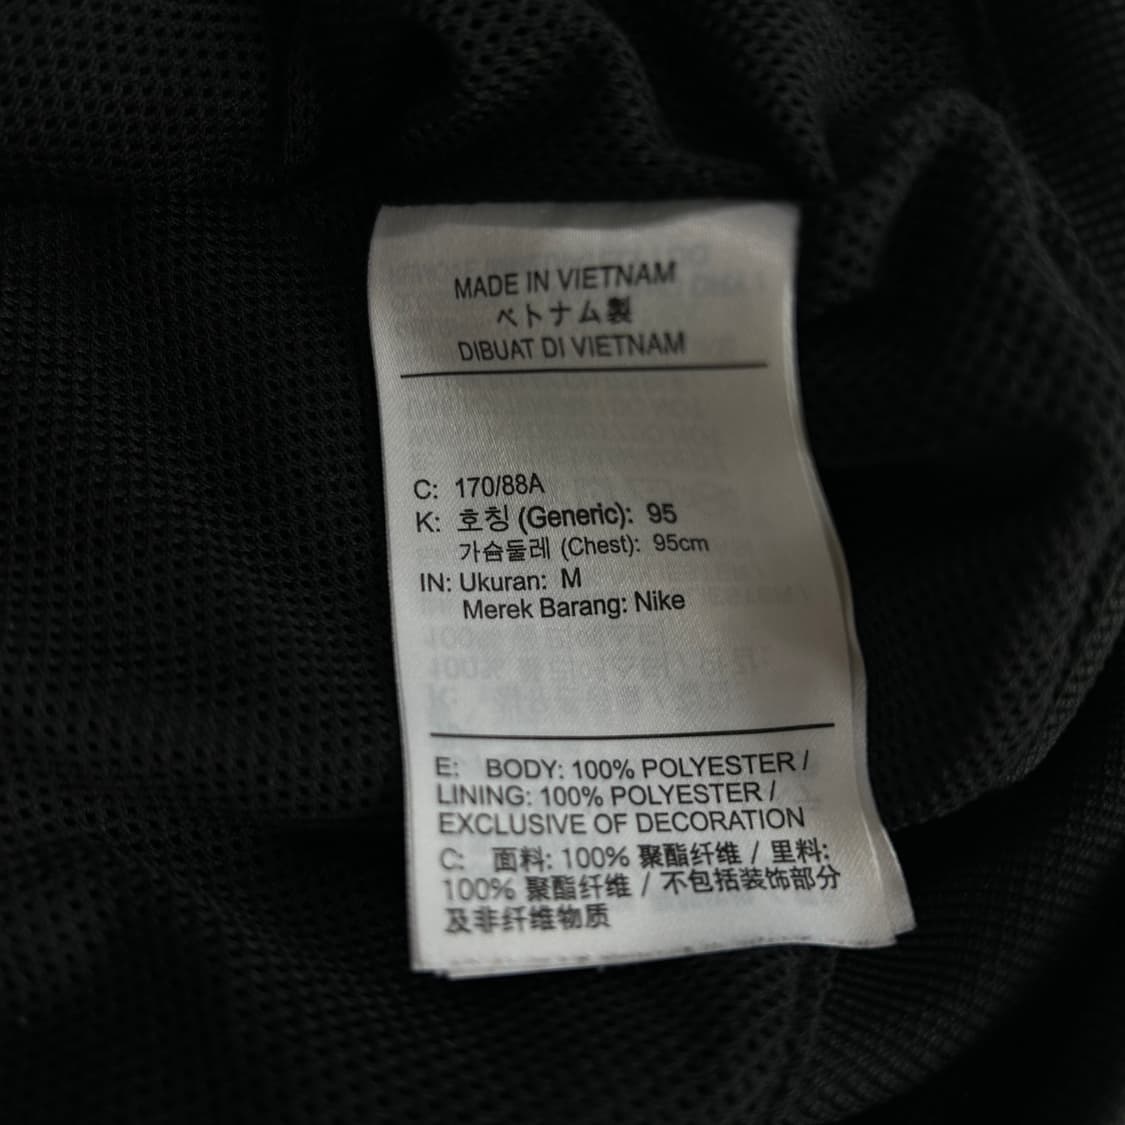 MADE IN VIETNAM
ベトナム製
DIBUAT DI VIETNAM
C: 170/88A
K: 호칭 (Generic): 95
가슴둘레 (Chest): 95cm
IN: Ukuran: M
Merek Barang: Nike
E: BODY: 100% POLYESTER /
LINING: 100% POLYESTER /
EXCLUSIVE OF DECORATION
C: 面料: 100% 聚酯纤维 / 里料:
100% 聚酯纤维 / 不包括装饰部分
及非纤维物质